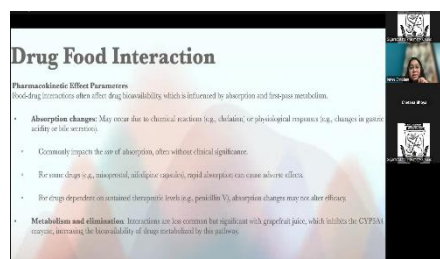 Drug Food Interaction
Pharmacokinetic Effect Parameters
Food-drug interactions often affect drug bioavailability, which is influenced by absorption and first-pass metabolism.
• Absorption changes: May occur due to chemical reactions (e.g., chelation) or physiological responses (e.g., changes in gastric
acidity or bile secretion).
• Commonly impacts the rate of absorption, often without clinical significance.
• For some drugs (e.g., misoprostol, nifedipine capsules), rapid absorption can cause adverse effects.
• For drugs dependent on sustained therapeutic levels (e.g., penicillin V), absorption changes may not alter efficacy.
• Metabolism and elimination: Interactions are less common but significant with grapefruit juice, which inhibits the CYP3A4
enzyme, increasing the bioavailability of drugs metabolized by this pathway.